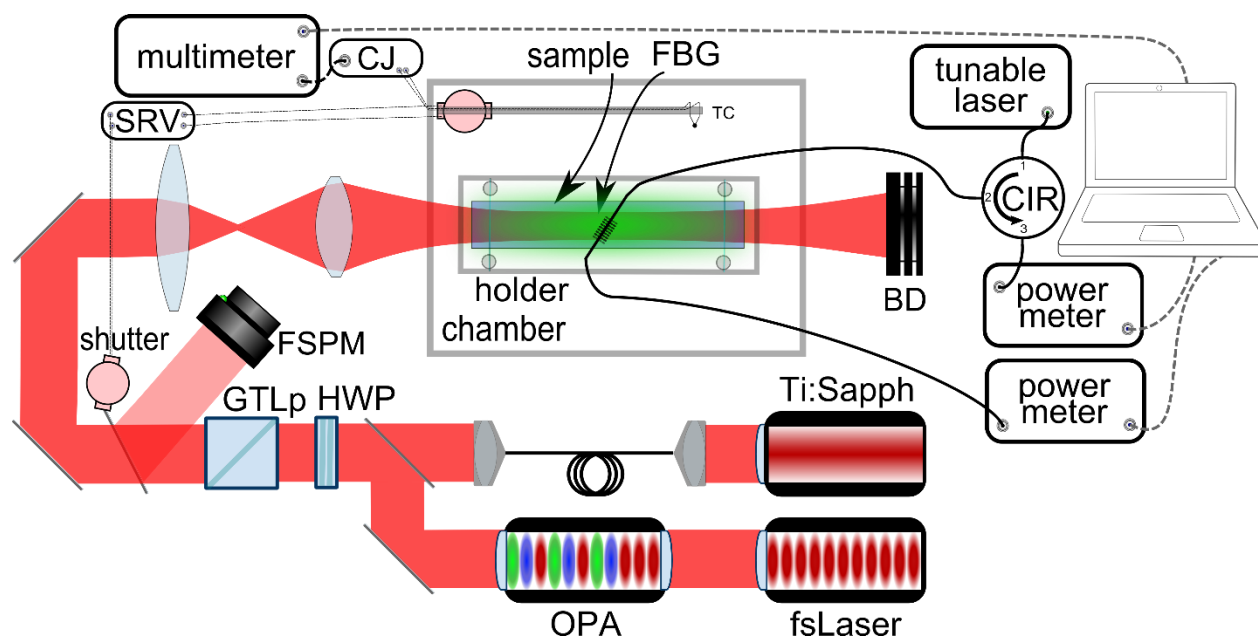 multimeter
CJ
sample
FBG
tunable
laser
SRV
TC
1
2
CIR
3
holder
chamber
BD
power
meter
shutter
FSPM
GTLp
HWP
Ti:Sapph
power
meter
OPA
fsLaser